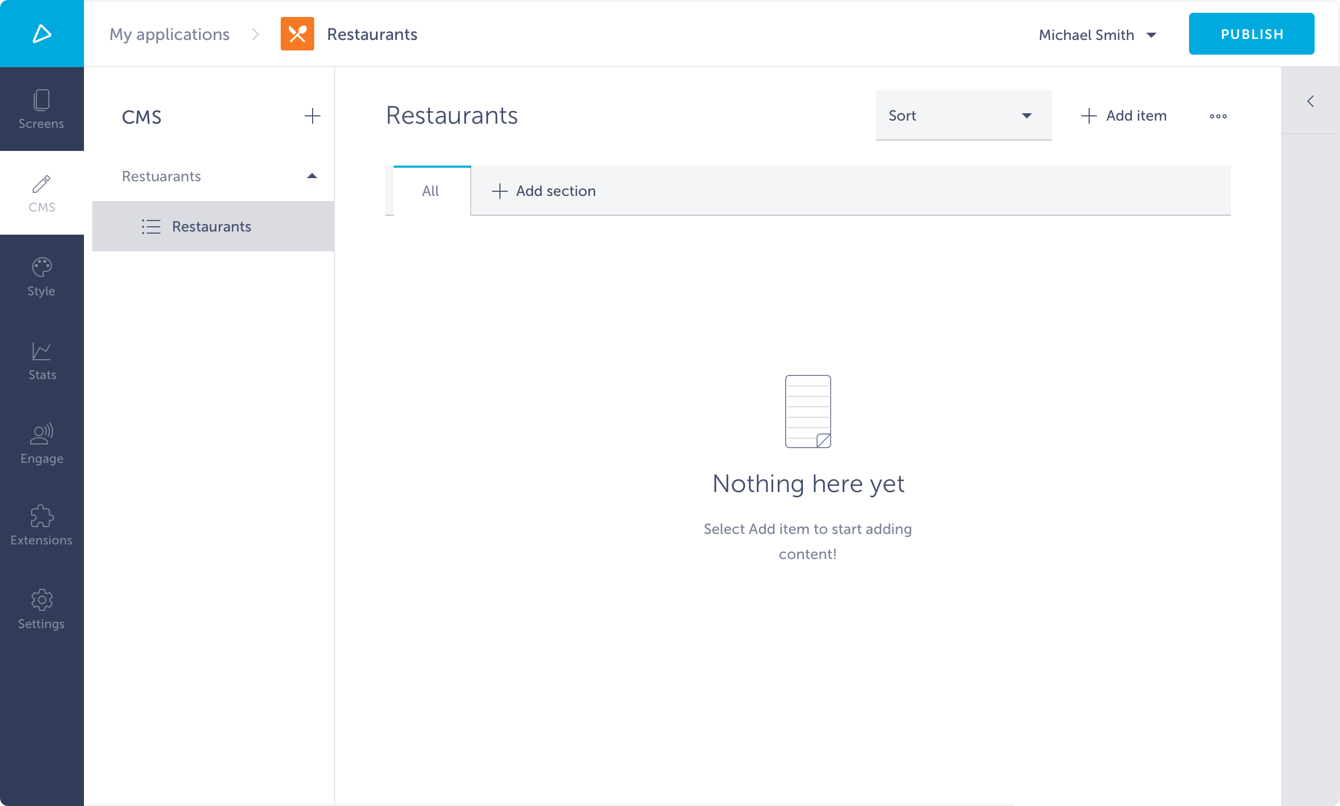 My applications
Restaurants
Michael Smith
PUBLISH
Screens
CMS
Style
Stats
Engage
Extensions
Settings
CMS
Restuarants
Restaurants
Restaurants
Sort
Add item
All
Add section
Nothing here yet
Select Add item to start adding
content!